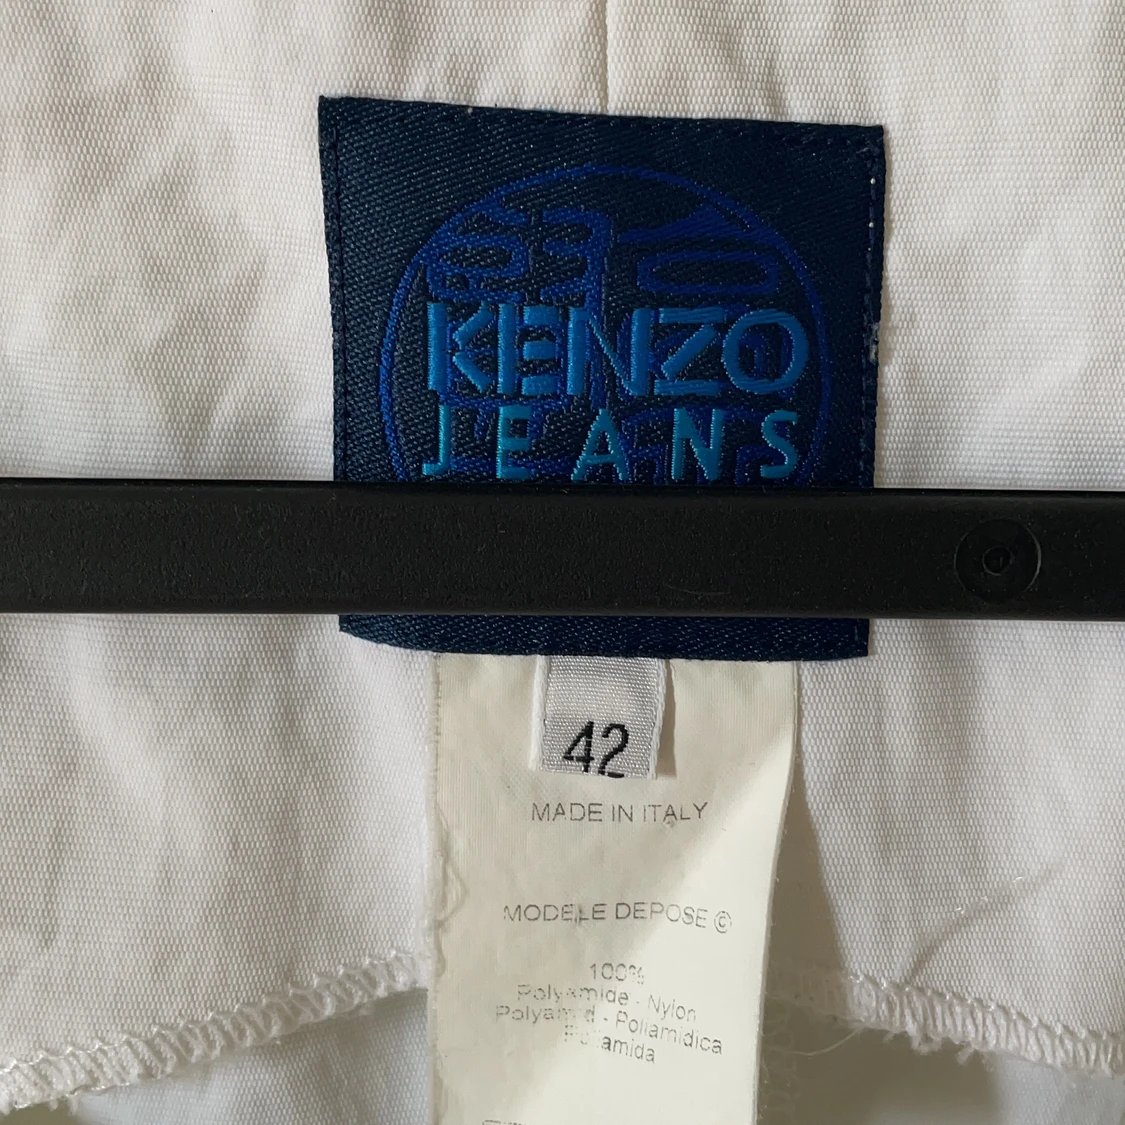 KENZO
JEANS
42
MADE IN ITALY
MODELE DEPOSE ©
100%
Polyamide - Nylon
Polyamid - Poliamidica
Poliamida